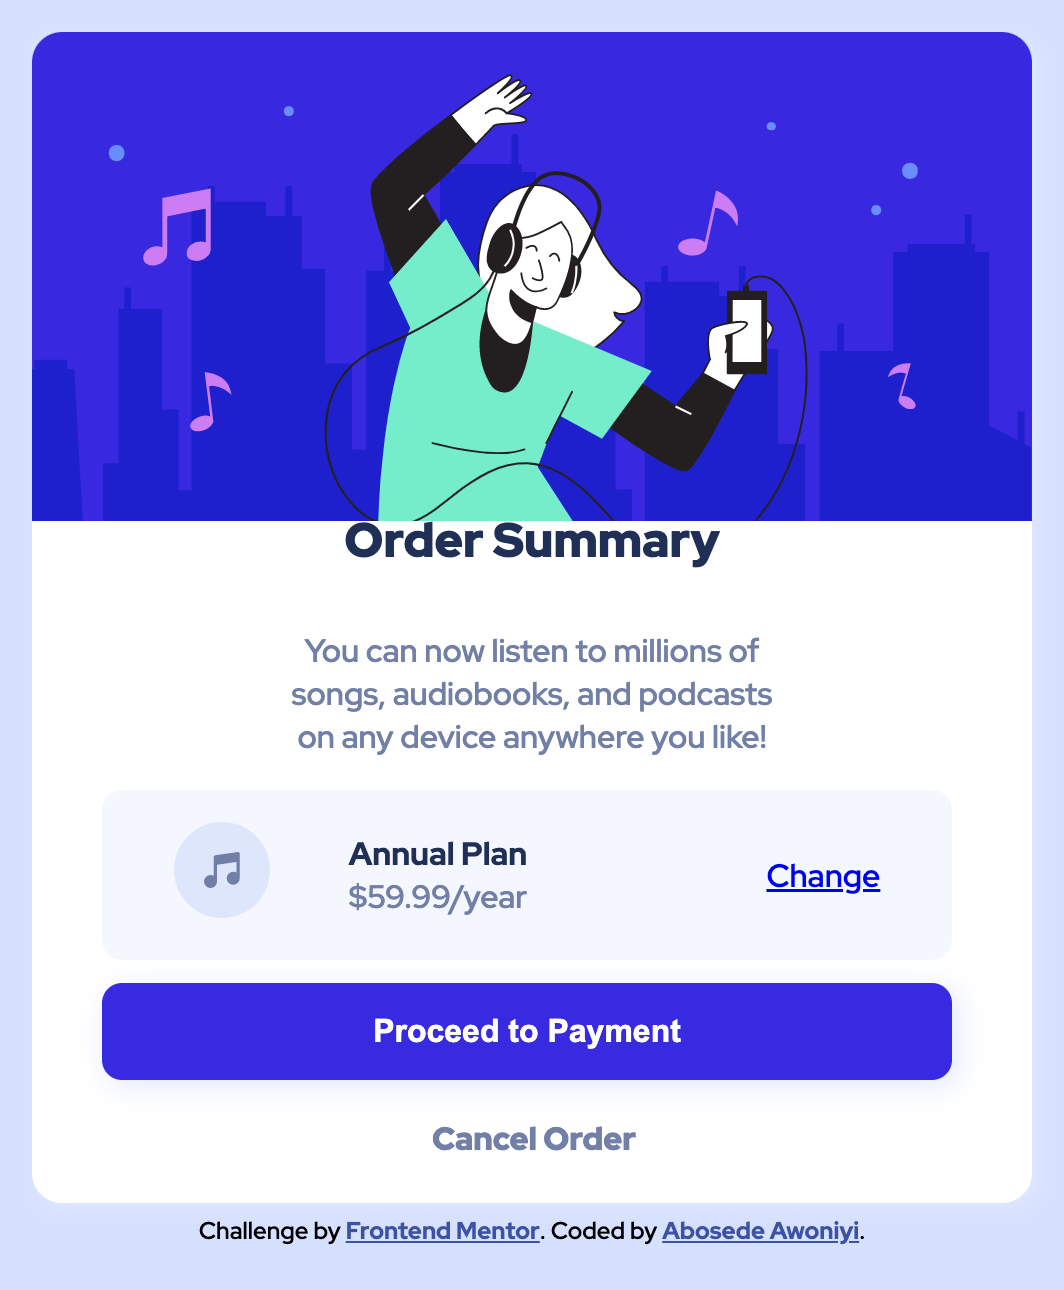 Order Summary
You can now listen to millions of
songs, audiobooks, and podcasts
on any device anywhere you like!
Annual Plan
$59.99/year
Change
Proceed to Payment
Cancel Order
Challenge by Frontend Mentor. Coded by Abosede Awoniyi.